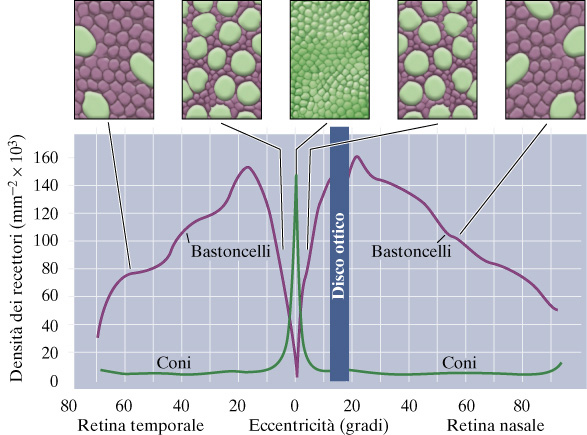 Densità dei recettori (mm⁻² × 10³)
160
140
120
100
80
60
40
20
0
Bastoncelli
Disco ottico
Bastoncelli
Coni
Coni
80 60 40 20 0 20 40 60 80
Retina temporale Eccentricità (gradi) Retina nasale